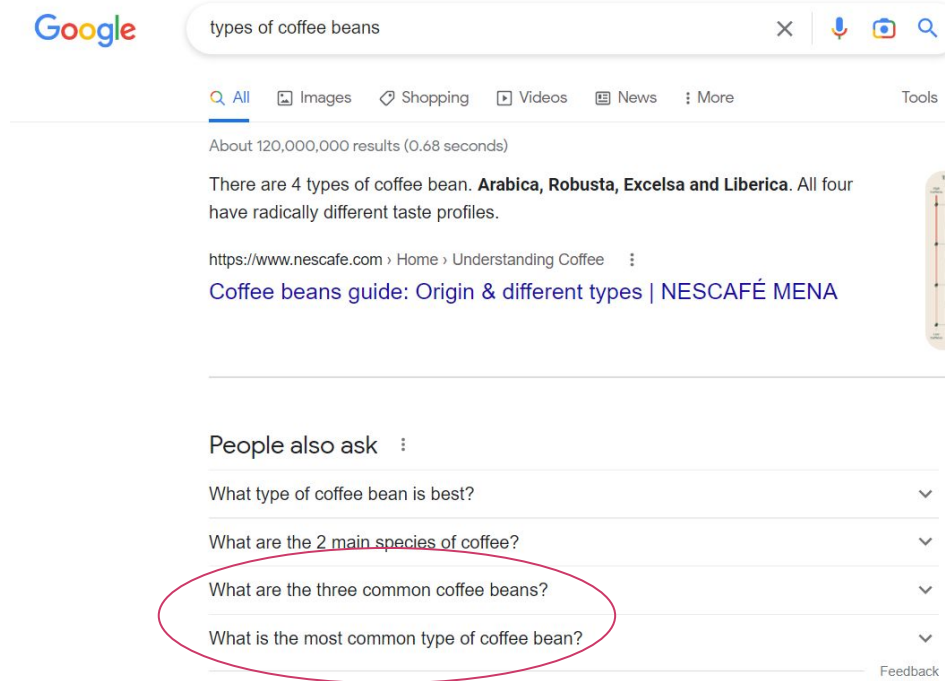 Google
types of coffee beans
All Images Shopping Videos News More Tools
About 120,000,000 results (0.68 seconds)
There are 4 types of coffee bean. Arabica, Robusta, Excelsa and Liberica. All four
have radically different taste profiles.
https://www.nescafe.com › Home › Understanding Coffee
Coffee beans guide: Origin & different types | NESCAFÉ MENA
People also ask
What type of coffee bean is best?
What are the 2 main species of coffee?
What are the three common coffee beans?
What is the most common type of coffee bean?
Feedback